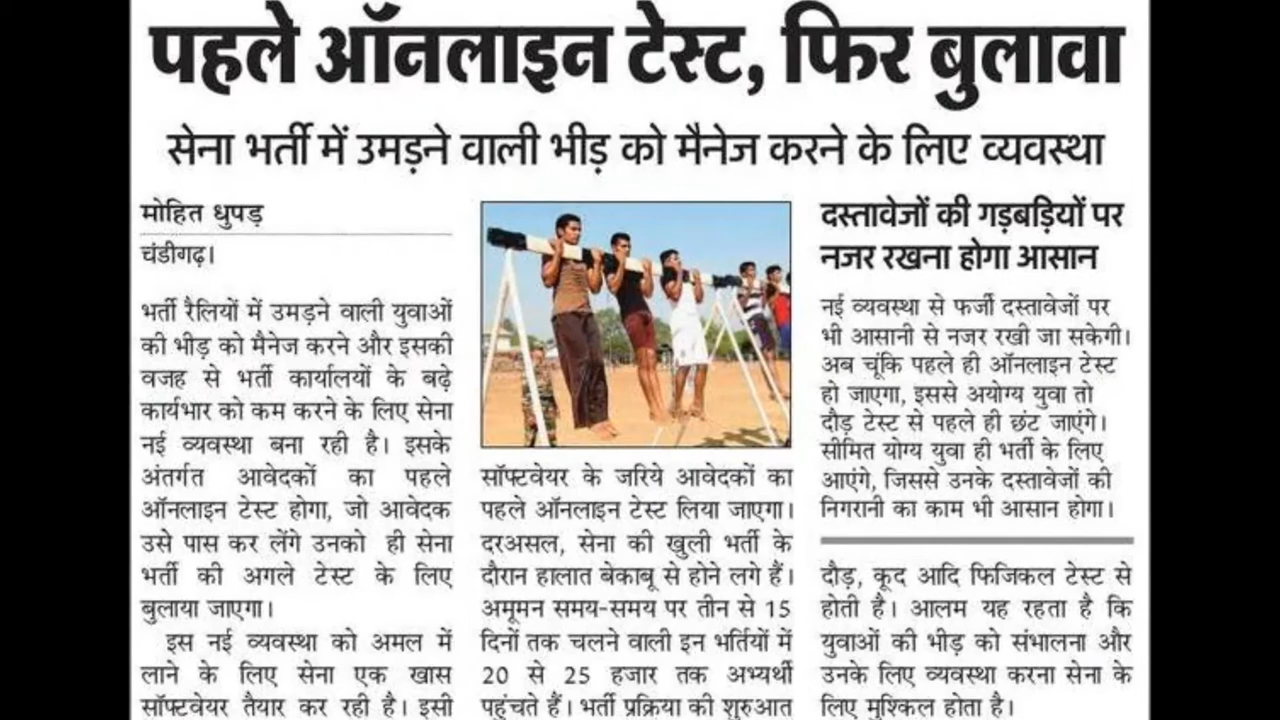 पहले ऑनलाइन टेस्ट, फिर बुलावा
सेना भर्ती में उमड़ने वाली भीड़ को मैनेज करने के लिए व्यवस्था
मोहित धुपड़
चंडीगढ़।
भर्ती रैलियों में उमड़ने वाली युवाओं
की भीड़ को मैनेज करने और इसकी
वजह से भर्ती कार्यालयों के बढ़े
कार्यभार को कम करने के लिए सेना
नई व्यवस्था बना रही है। इसके
अंतर्गत आवेदकों का पहले
ऑनलाइन टेस्ट होगा, जो आवेदक
उसे पास कर लेंगे उनको ही सेना
भर्ती की अगले टेस्ट के लिए
बुलाया जाएगा।
इस नई व्यवस्था को अमल में
लाने के लिए सेना एक खास
सॉफ्टवेयर तैयार कर रही है। इसी
सॉफ्टवेयर के जरिये आवेदकों का
पहले ऑनलाइन टेस्ट लिया जाएगा।
दरअसल, सेना की खुली भर्ती के
दौरान हालात बेकाबू से होने लगे हैं।
अमूमन समय-समय पर तीन से 15
दिनों तक चलने वाली इन भर्तियों में
20 से 25 हजार तक अभ्यर्थी
पहुंचते हैं। भर्ती प्रक्रिया की शुरुआत
दौड़, कूद आदि फिजिकल टेस्ट से
होती है। आलम यह रहता है कि
युवाओं की भीड़ को संभालना और
उनके लिए व्यवस्था करना सेना के
लिए मुश्किल होता है।
दस्तावेजों की गड़बड़ियों पर
नजर रखना होगा आसान
नई व्यवस्था से फर्जी दस्तावेजों पर
भी आसानी से नजर रखी जा सकेगी।
अब चूंकि पहले ही ऑनलाइन टेस्ट
हो जाएगा, इससे अयोग्य युवा तो
दौड़ टेस्ट से पहले ही छंट जाएंगे।
सीमित योग्य युवा ही भर्ती के लिए
आएंगे, जिससे उनके दस्तावेजों की
निगरानी का काम भी आसान होगा।